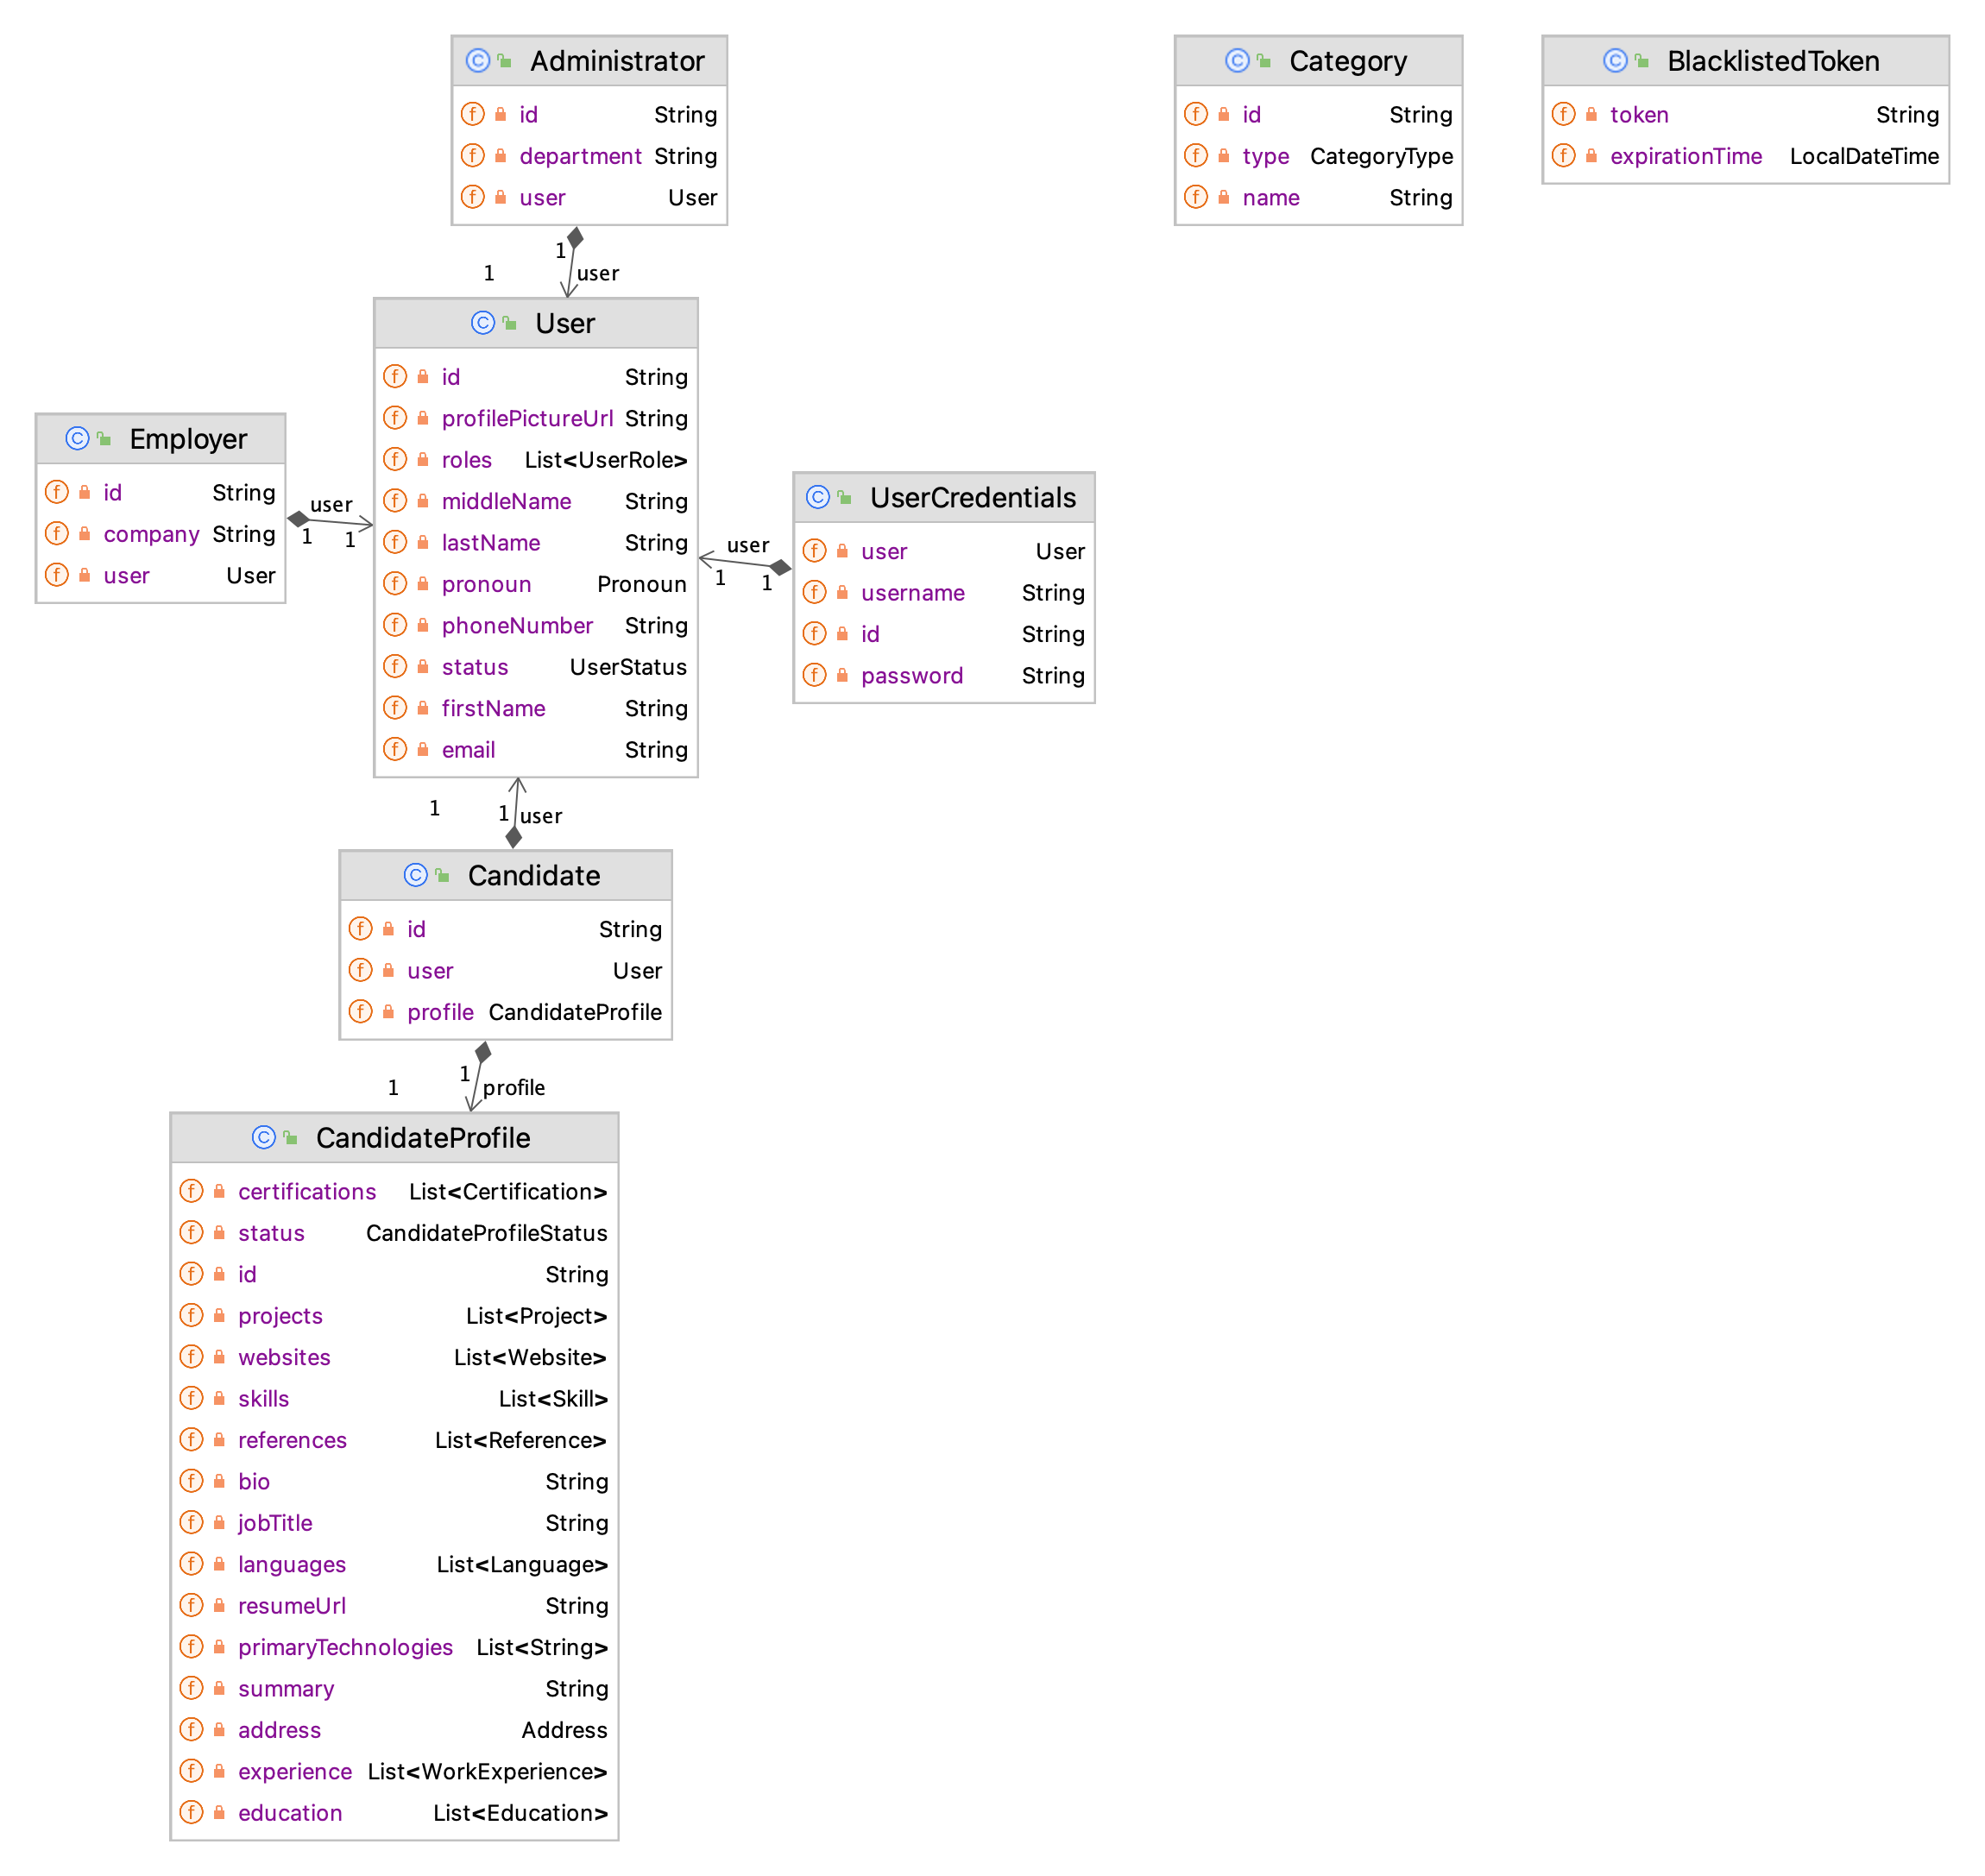 Administrator
id String
department String
user User
1
1 user
Category
id String
type CategoryType
name String
BlacklistedToken
token String
expirationTime LocalDateTime
User
id String
profilePictureUrl String
roles List<UserRole>
middleName String
lastName String
pronoun Pronoun
phoneNumber String
status UserStatus
firstName String
email String
Employer
id String
company String
user User
user
1 1
UserCredentials
user User
username String
id String
password String
user
1 1
1 1 user
Candidate
id String
user User
profile CandidateProfile
1
1 profile
CandidateProfile
certifications List<Certification>
status CandidateProfileStatus
id String
projects List<Project>
websites List<Website>
skills List<Skill>
references List<Reference>
bio String
jobTitle String
languages List<Language>
resumeUrl String
primaryTechnologies List<String>
summary String
address Address
experience List<WorkExperience>
education List<Education>